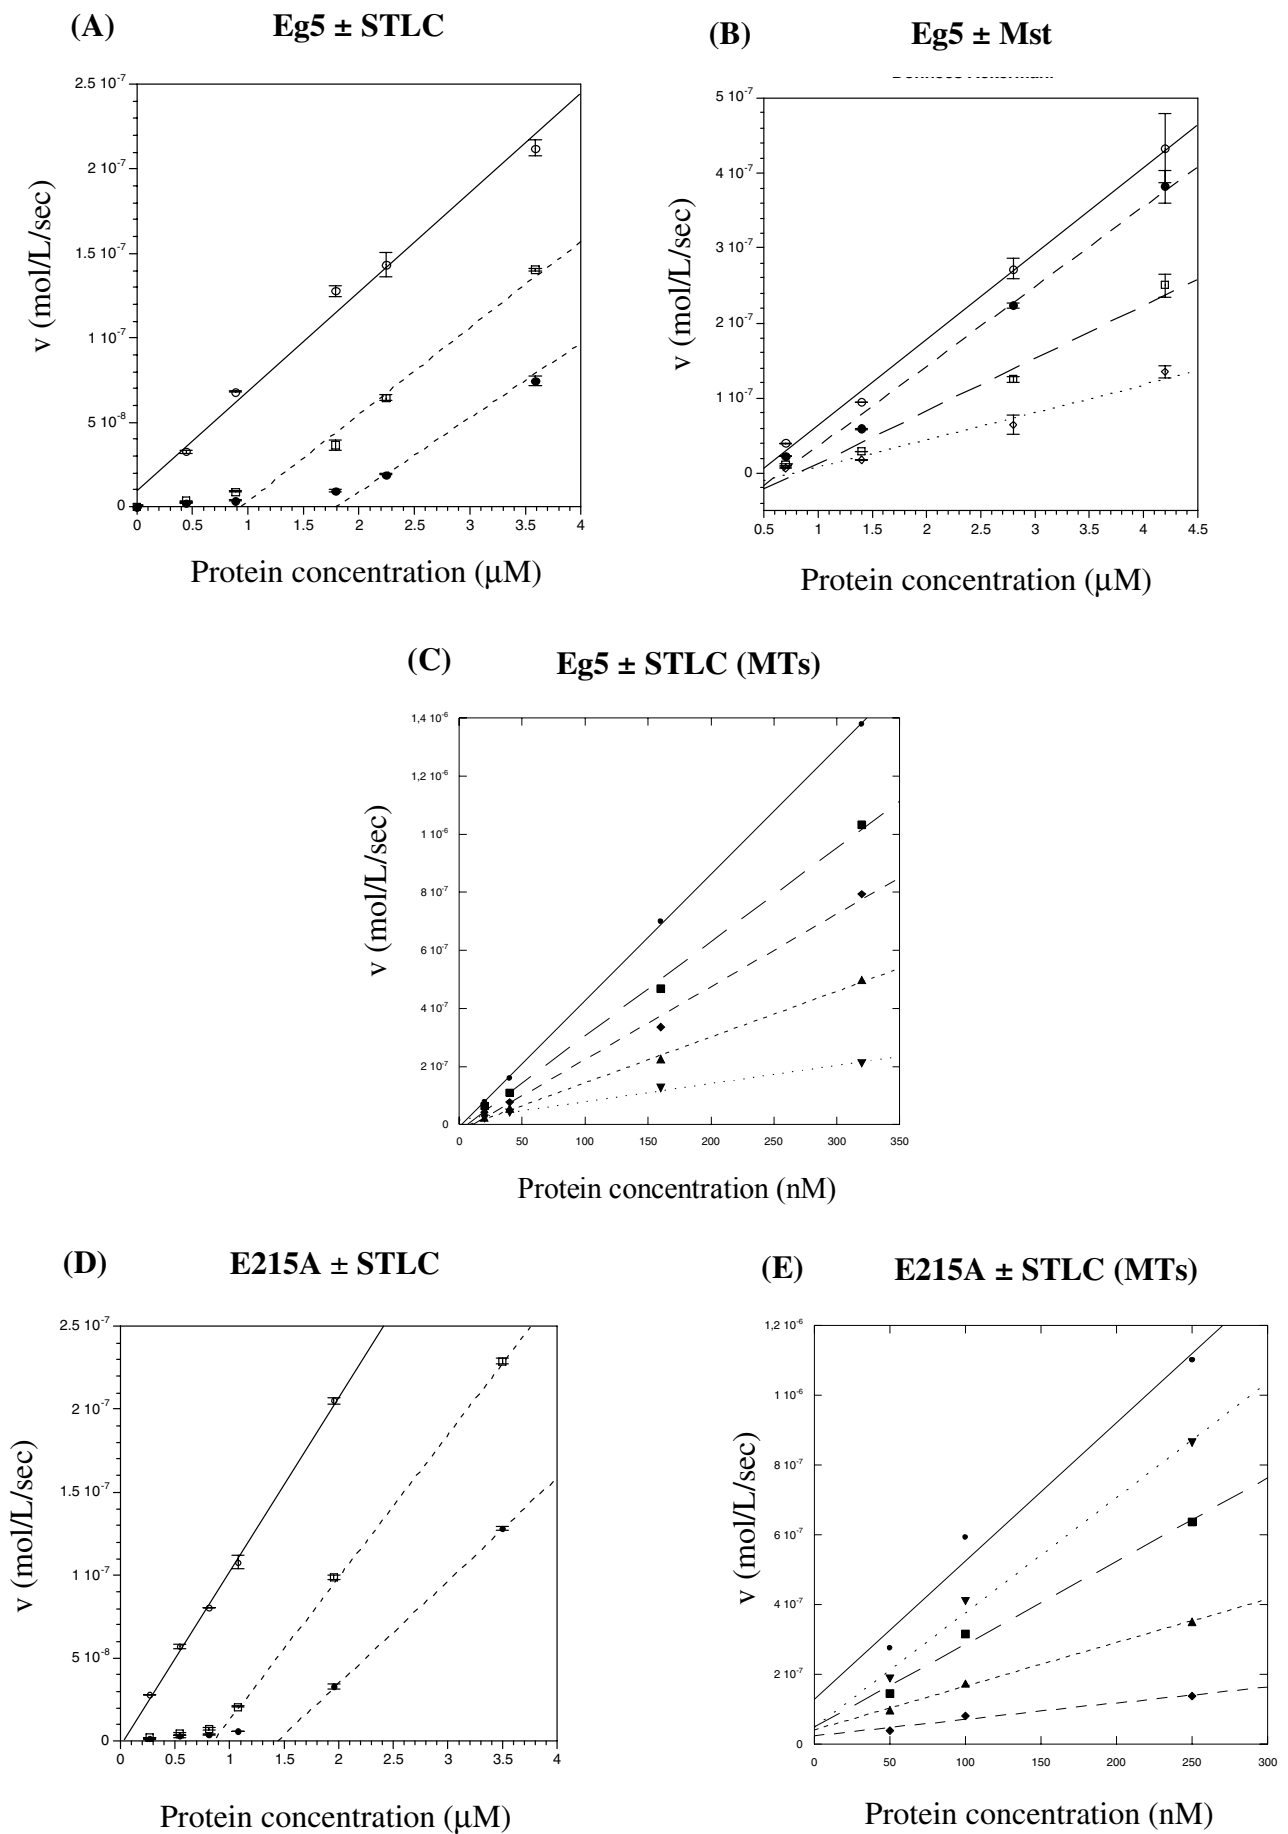 (A) Eg5 ± STLC
2.5 10⁻⁷
2 10⁻⁷
1.5 10⁻⁷
1 10⁻⁷
5 10⁻⁸
0
v (mol/L/sec)
0 0.5 1 1.5 2 2.5 3 3.5 4
Protein concentration (μM)
(B) Eg5 ± Mst
5 10⁻⁷
4 10⁻⁷
3 10⁻⁷
2 10⁻⁷
1 10⁻⁷
0
v (mol/L/sec)
0.5 1 1.5 2 2.5 3 3.5 4 4.5
Protein concentration (μM)
(C) Eg5 ± STLC (MTs)
1,4 10⁻⁶
1,2 10⁻⁶
1 10⁻⁶
8 10⁻⁷
6 10⁻⁷
4 10⁻⁷
2 10⁻⁷
0
v (mol/L/sec)
0 50 100 150 200 250 300 350
Protein concentration (nM)
(D) E215A ± STLC
2.5 10⁻⁷
2 10⁻⁷
1.5 10⁻⁷
1 10⁻⁷
5 10⁻⁸
0
v (mol/L/sec)
0 0.5 1 1.5 2 2.5 3 3.5 4
Protein concentration (μM)
(E) E215A ± STLC (MTs)
1,2 10⁻⁶
1 10⁻⁶
8 10⁻⁷
6 10⁻⁷
4 10⁻⁷
2 10⁻⁷
0
v (mol/L/sec)
0 50 100 150 200 250 300
Protein concentration (nM)